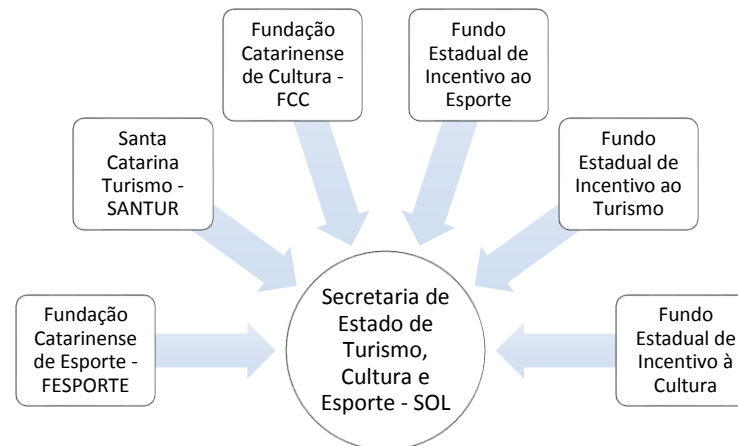 Fundação
Catarinense
de Cultura -
FCC
Fundo
Estadual de
Incentivo ao
Esporte
Santa
Catarina
Turismo -
SANTUR
Fundo
Estadual de
Incentivo ao
Turismo
Fundação
Catarinense
de Esporte -
FESPORTE
Secretaria de
Estado de
Turismo,
Cultura e
Esporte - SOL
Fundo
Estadual de
Incentivo à
Cultura